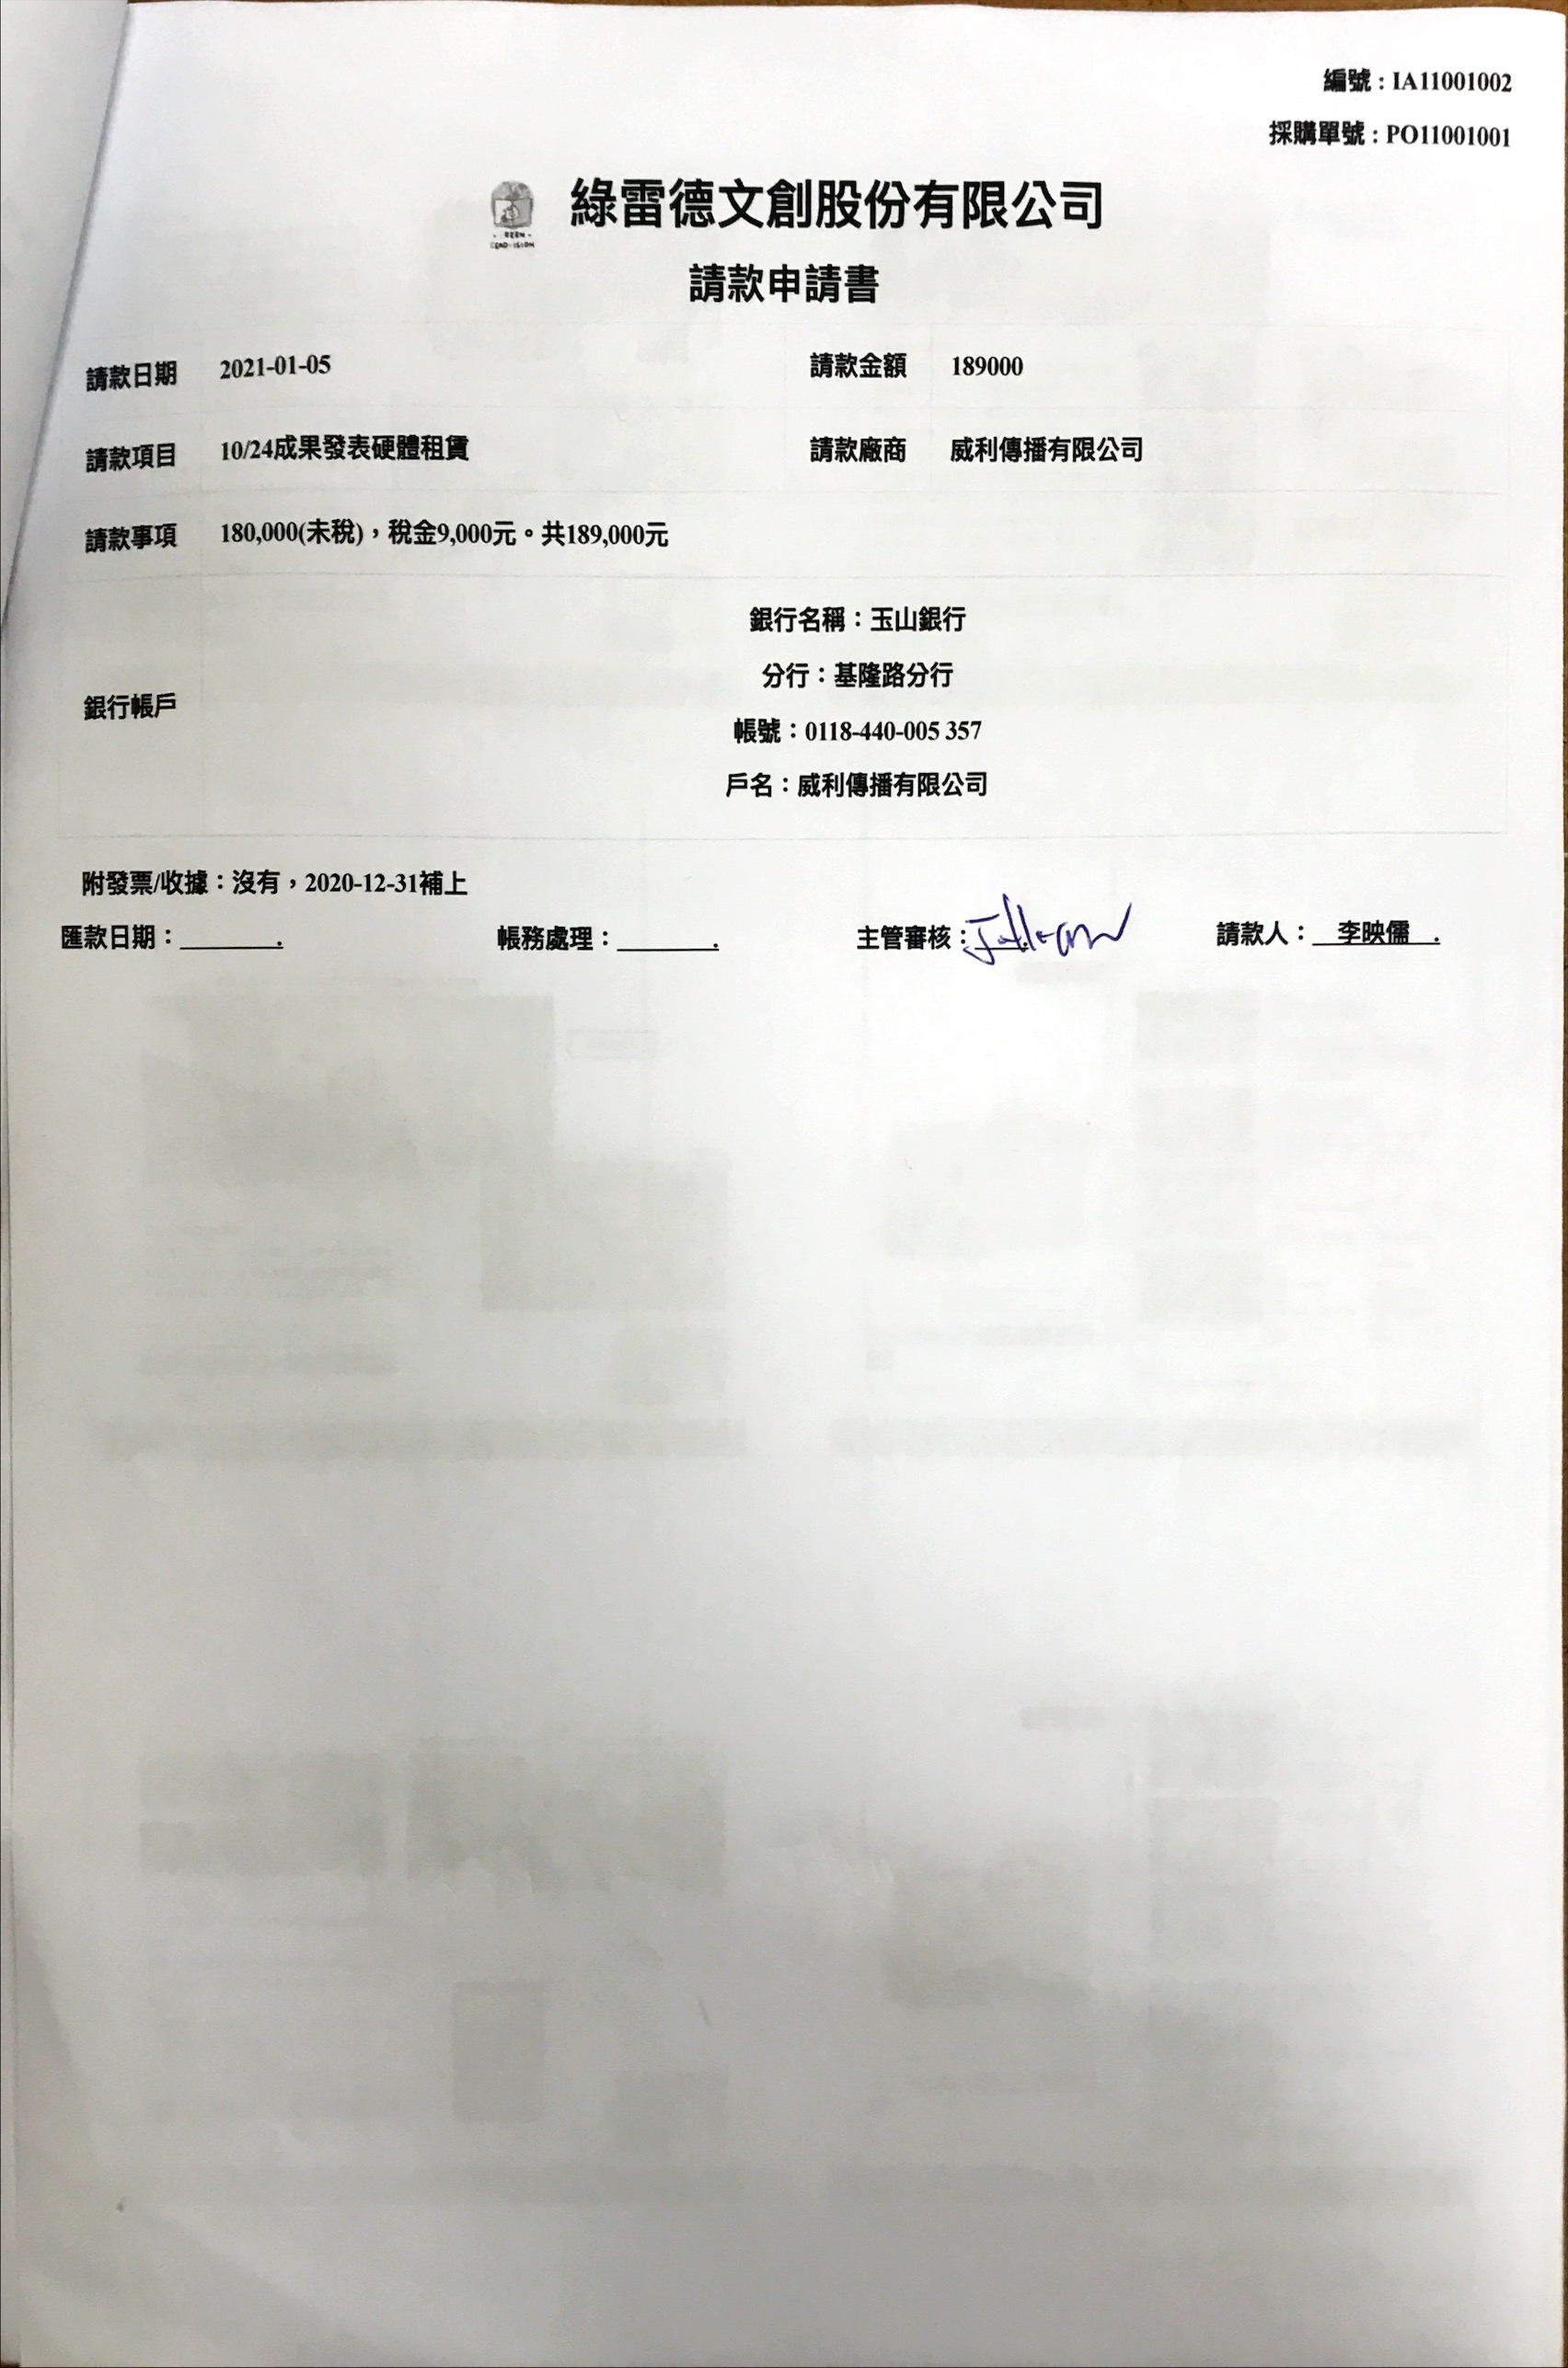 編號：IA11001002
採購單號：PO11001001
綠雷德文創股份有限公司
請款申請書
請款日期 2021-01-05 請款金額 189000
請款項目 10/24成果發表硬體租賃 請款廠商 威利傳播有限公司
請款事項 180,000(未稅)，稅金9,000元。共189,000元
銀行帳戶
銀行名稱：玉山銀行
分行：基隆路分行
帳號：0118-440-005 357
戶名：威利傳播有限公司
附發票/收據：沒有，2020-12-31補上
匯款日期：________. 帳務處理：________. 主管審核： 請款人：__李映儒__.